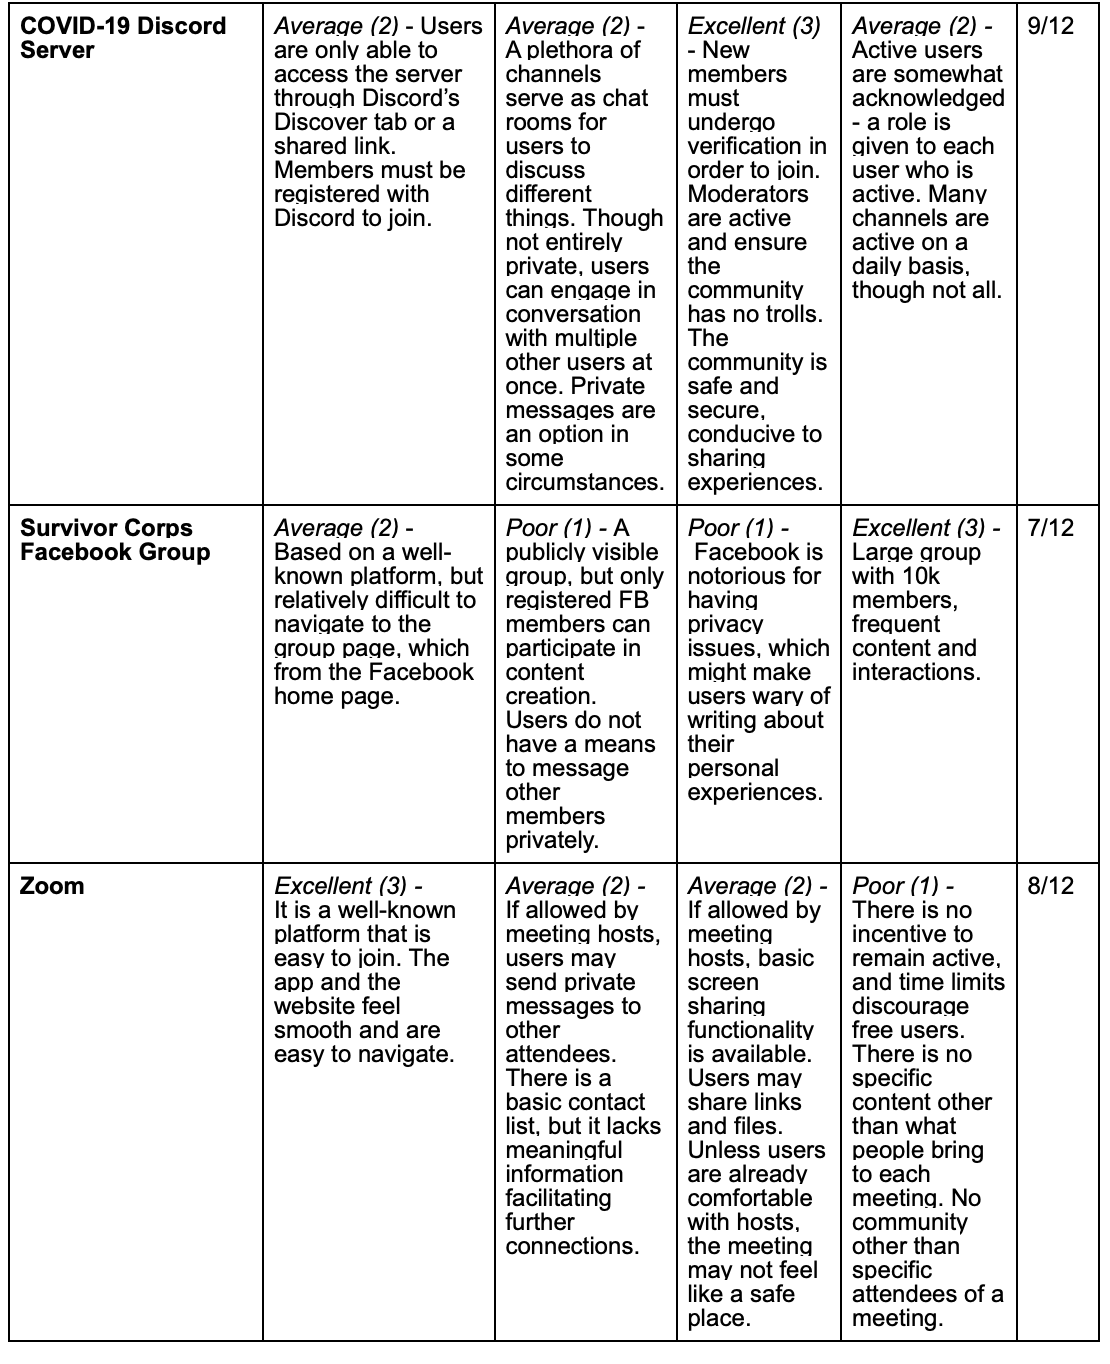 COVID-19 Discord
Server
Average (2) - Users
are only able to
access the server
through Discord’s
Discover tab or a
shared link.
Members must be
registered with
Discord to join.
Average (2) -
A plethora of
channels
serve as chat
rooms for
users to
discuss
different
things. Though
not entirely
private, users
can engage in
conversation
with multiple
other users at
once. Private
messages are
an option in
some
circumstances.
Excellent (3)
- New
members
must
undergo
verification in
order to join.
Moderators
are active
and ensure
the
community
has no trolls.
The
community is
safe and
secure,
conducive to
sharing
experiences.
Average (2) -
Active users
are somewhat
acknowledged
- a role is
given to each
user who is
active. Many
channels are
active on a
daily basis,
though not all.
9/12
Survivor Corps
Facebook Group
Average (2) -
Based on a well-
known platform, but
relatively difficult to
navigate to the
group page, which
from the Facebook
home page.
Poor (1) - A
publicly visible
group, but only
registered FB
members can
participate in
content
creation.
Users do not
have a means
to message
other
members
privately.
Poor (1) -
Facebook is
notorious for
having
privacy
issues, which
might make
users wary of
writing about
their
personal
experiences.
Excellent (3) -
Large group
with 10k
members,
frequent
content and
interactions.
7/12
Zoom
Excellent (3) -
It is a well-known
platform that is
easy to join. The
app and the
website feel
smooth and are
easy to navigate.
Average (2) -
If allowed by
meeting hosts,
users may
send private
messages to
other
attendees.
There is a
basic contact
list, but it lacks
meaningful
information
facilitating
further
connections.
Average (2) -
If allowed by
meeting
hosts, basic
screen
sharing
functionality
is available.
Users may
share links
and files.
Unless users
are already
comfortable
with hosts,
the meeting
may not feel
like a safe
place.
Poor (1) -
There is no
incentive to
remain active,
and time limits
discourage
free users.
There is no
specific
content other
than what
people bring
to each
meeting. No
community
other than
specific
attendees of a
meeting.
8/12